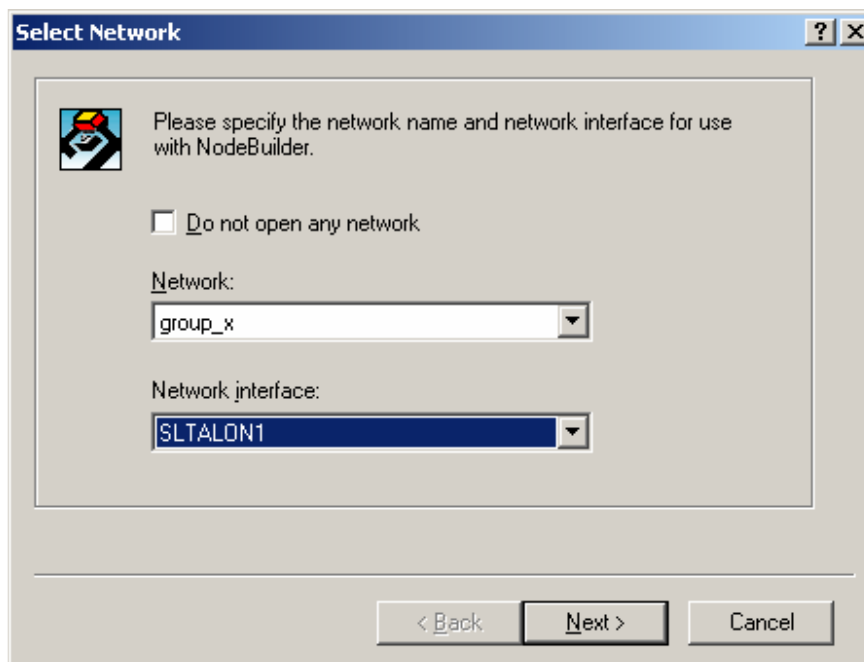 Select Network
Please specify the network name and network interface for use
with NodeBuilder.
Do not open any network
Network:
group_x
Network interface:
SLTALON1
< Back
Next >
Cancel